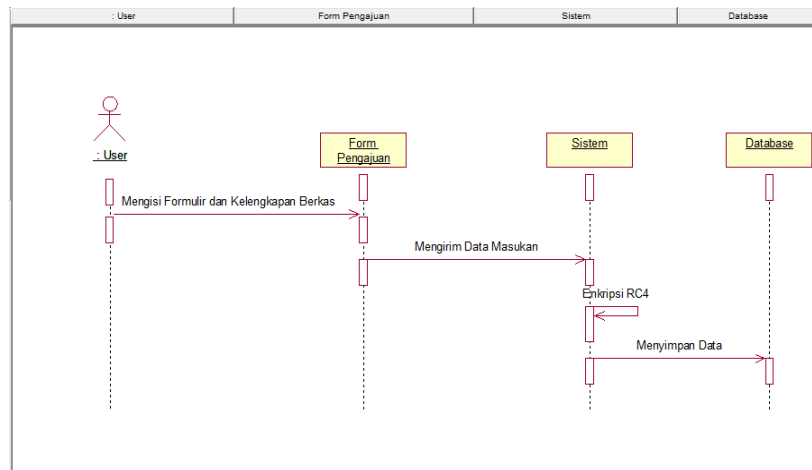 : User
Form Pengajuan
Sistem
Database
: User
Form
Pengajuan
Sistem
Database
Mengisi Formulir dan Kelengkapan Berkas
Mengirim Data Masukan
Enkripsi RC4
Menyimpan Data